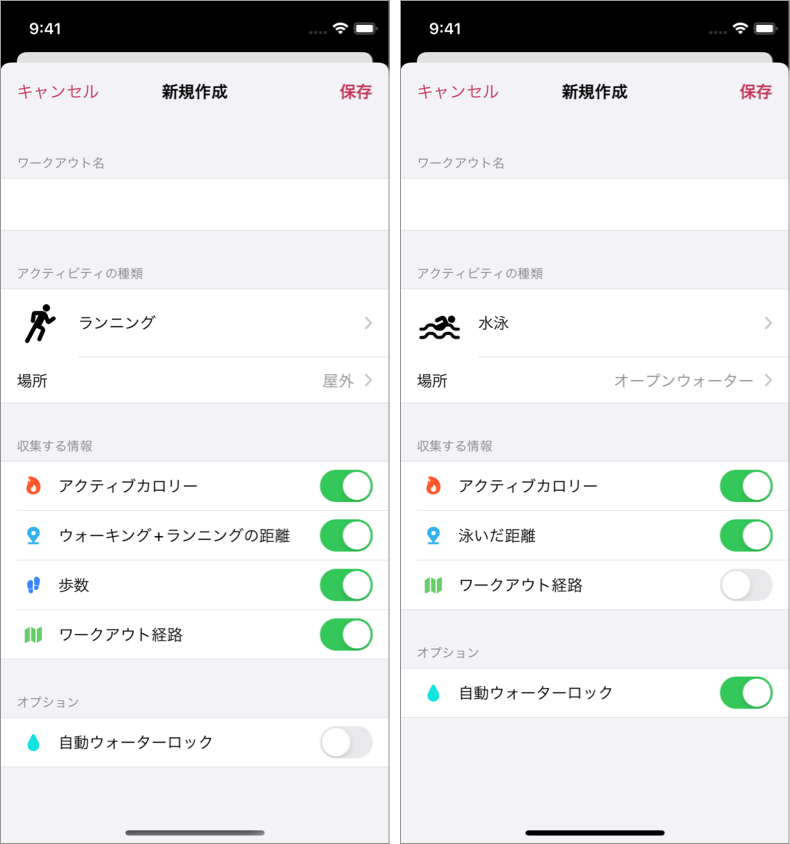 9:41
キャンセル 新規作成 保存
ワークアウト名
アクティビティの種類
ランニング
場所 屋外
収集する情報
アクティブカロリー
ウォーキング+ランニングの距離
歩数
ワークアウト経路
オプション
自動ウォーターロック
9:41
キャンセル 新規作成 保存
ワークアウト名
アクティビティの種類
水泳
場所 オープンウォーター
収集する情報
アクティブカロリー
泳いだ距離
ワークアウト経路
オプション
自動ウォーターロック